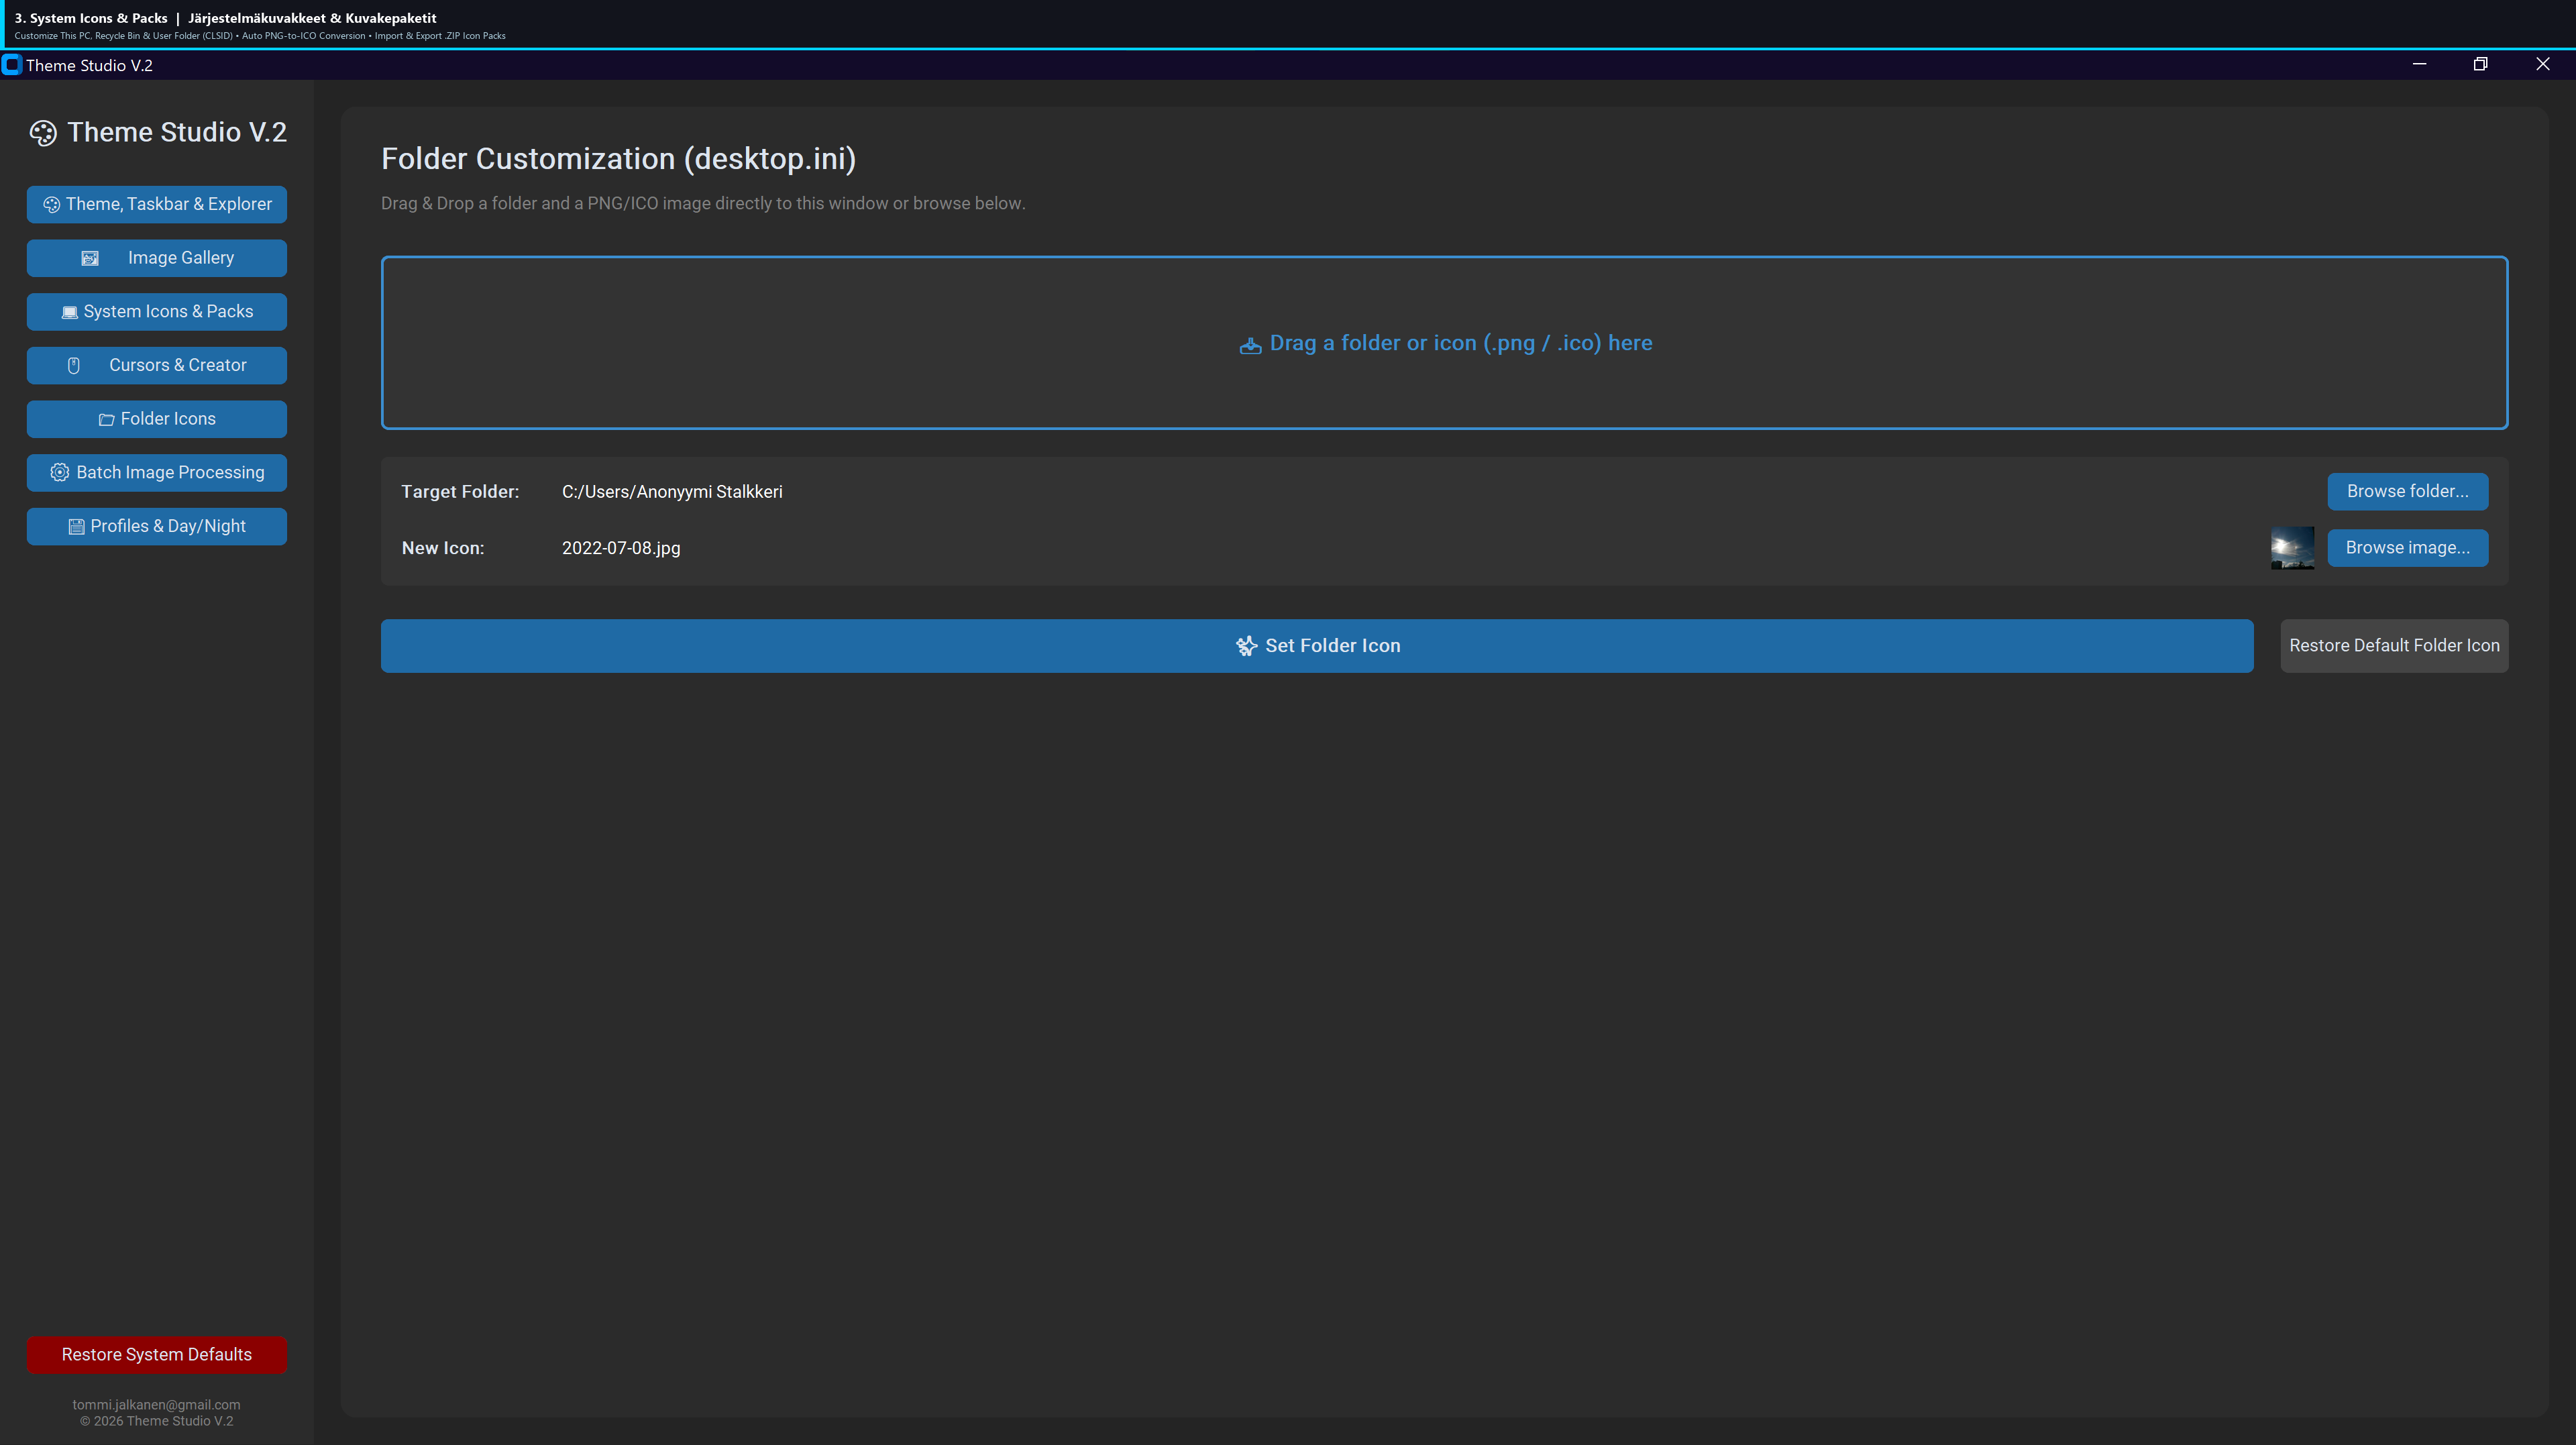 3. System Icons & Packs | Järjestelmäkuvakkeet & Kuvakepaketit
Customize This PC, Recycle Bin & User Folder (CLSID) • Auto PNG-to-ICO Conversion • Import & Export .ZIP Icon Packs
Theme Studio V.2
Theme Studio V.2
Theme, Taskbar & Explorer
Image Gallery
System Icons & Packs
Cursors & Creator
Folder Icons
Batch Image Processing
Profiles & Day/Night
Restore System Defaults
tommi.jalkanen@gmail.com
© 2026 Theme Studio V.2
Folder Customization (desktop.ini)
Drag & Drop a folder and a PNG/ICO image directly to this window or browse below.
Drag a folder or icon (.png / .ico) here
Target Folder: C:/Users/Anonyymi Stalkkeri Browse folder...
New Icon: 2022-07-08.jpg Browse image...
Set Folder Icon Restore Default Folder Icon